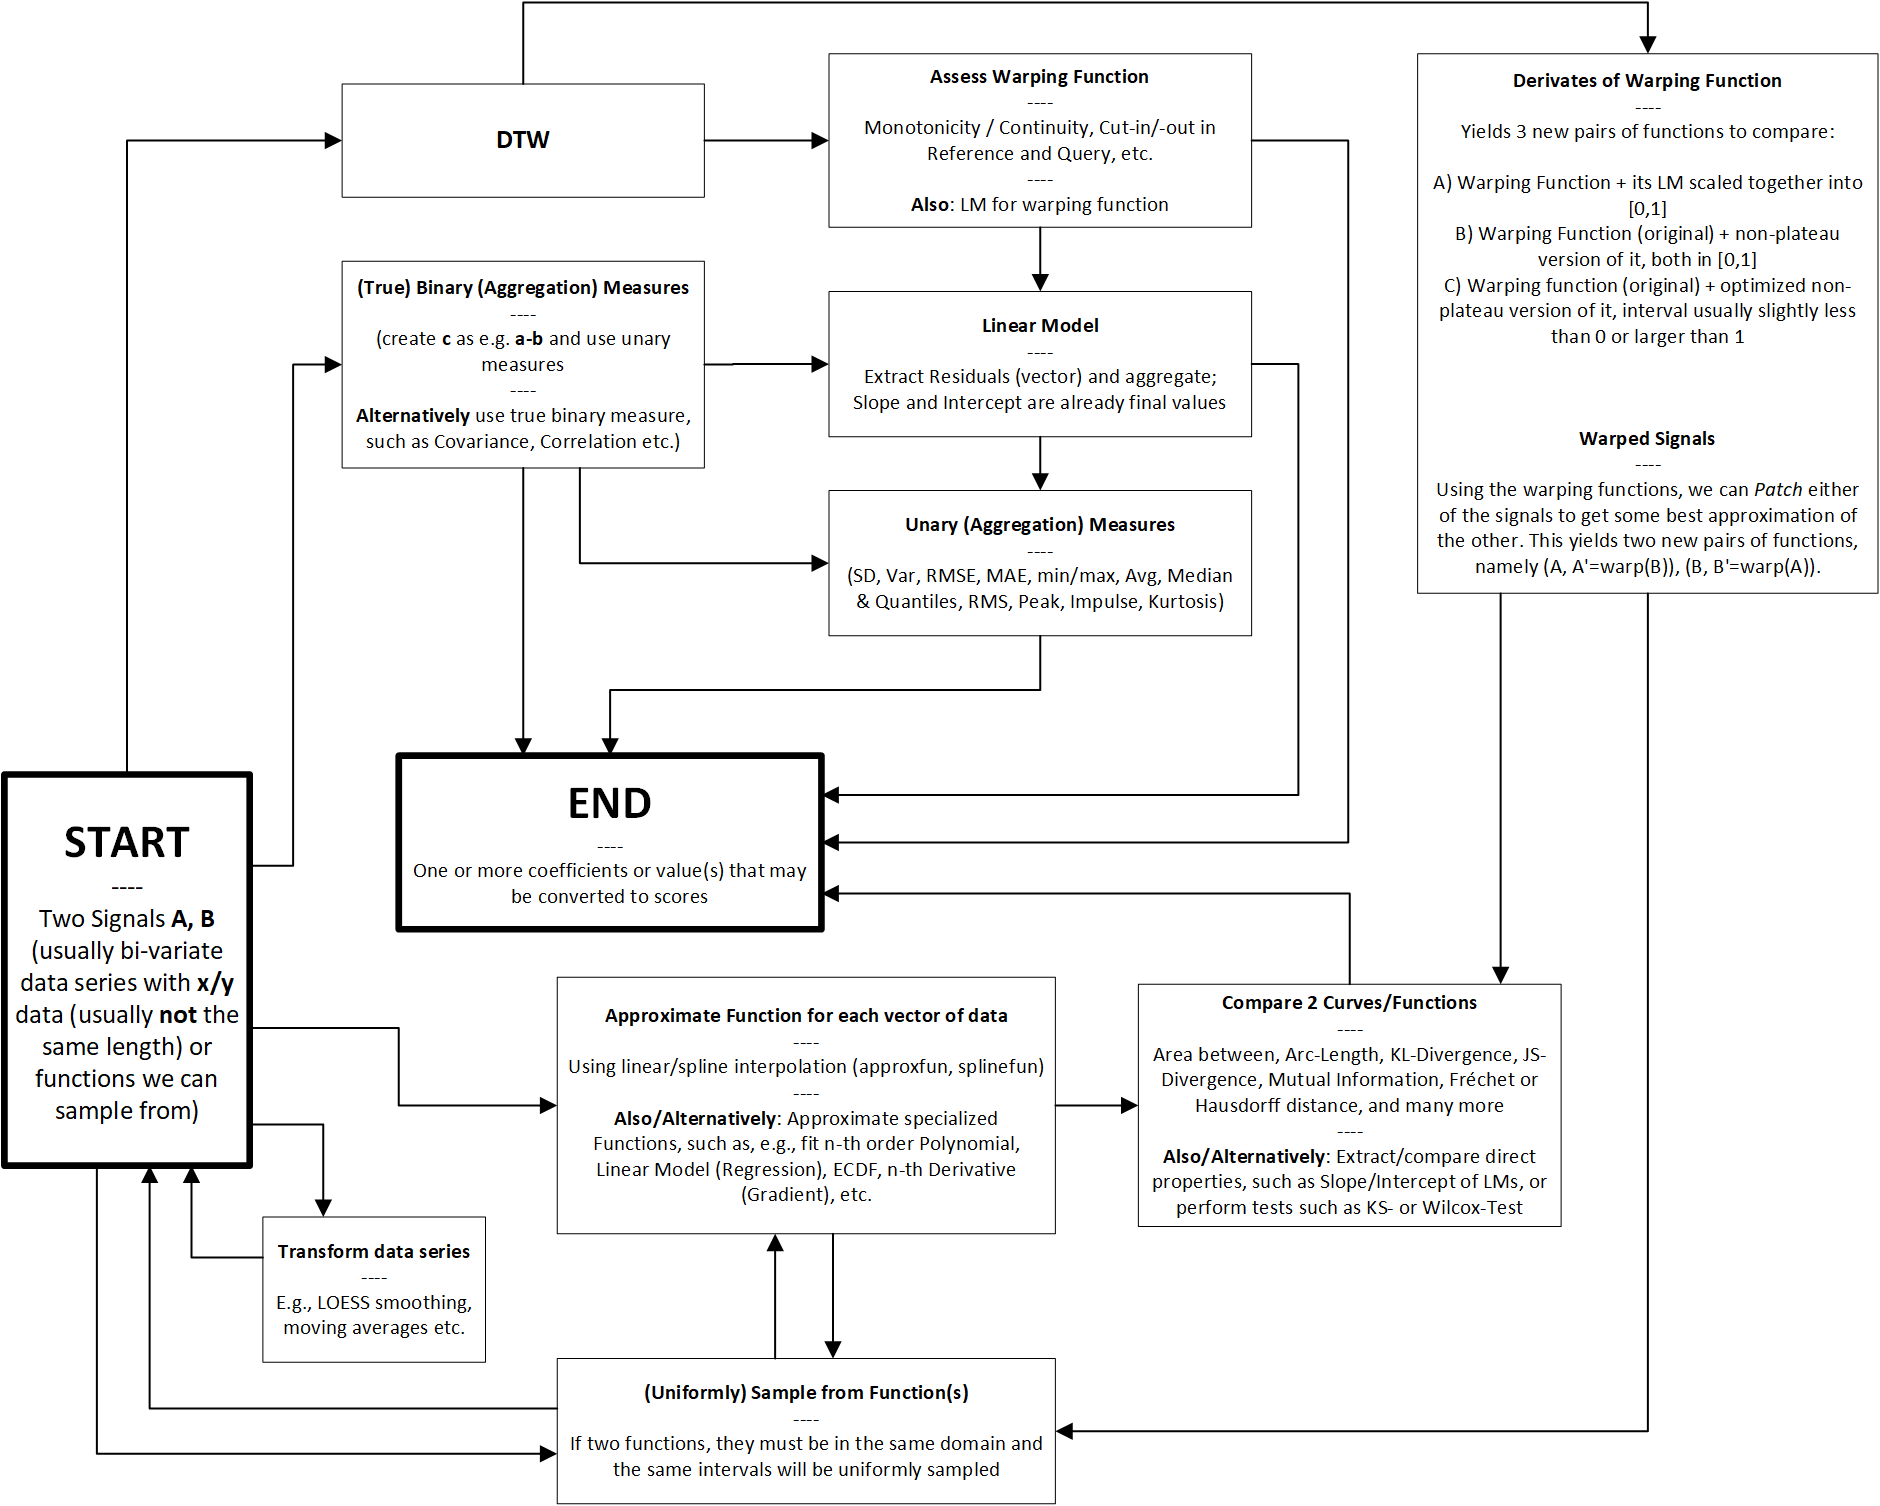 DTW
Assess Warping Function
----
Monotonicity / Continuity, Cut-in/-out in
Reference and Query, etc.
----
Also: LM for warping function
Derivates of Warping Function
----
Yields 3 new pairs of functions to compare:
A) Warping Function + its LM scaled together into
[0,1]
B) Warping Function (original) + non-plateau
version of it, both in [0,1]
C) Warping function (original) + optimized non-
plateau version of it, interval usually slightly less
than 0 or larger than 1
Warped Signals
----
Using the warping functions, we can Patch either
of the signals to get some best approximation of
the other. This yields two new pairs of functions,
namely (A, A'=warp(B)), (B, B'=warp(A)).
(True) Binary (Aggregation) Measures
----
(create c as e.g. a-b and use unary
measures
----
Alternatively use true binary measure,
such as Covariance, Correlation etc.)
Linear Model
----
Extract Residuals (vector) and aggregate;
Slope and Intercept are already final values
Unary (Aggregation) Measures
----
(SD, Var, RMSE, MAE, min/max, Avg, Median
& Quantiles, RMS, Peak, Impulse, Kurtosis)
END
----
One or more coefficients or value(s) that may
be converted to scores
START
----
Two Signals A, B
(usually bi-variate
data series with x/y
data (usually not the
same length) or
functions we can
sample from)
Approximate Function for each vector of data
----
Using linear/spline interpolation (approxfun, splinefun)
----
Also/Alternatively: Approximate specialized
Functions, such as, e.g., fit n-th order Polynomial,
Linear Model (Regression), ECDF, n-th Derivative
(Gradient), etc.
Compare 2 Curves/Functions
----
Area between, Arc-Length, KL-Divergence, JS-
Divergence, Mutual Information, Fréchet or
Hausdorff distance, and many more
----
Also/Alternatively: Extract/compare direct
properties, such as Slope/Intercept of LMs, or
perform tests such as KS- or Wilcox-Test
Transform data series
----
E.g., LOESS smoothing,
moving averages etc.
(Uniformly) Sample from Function(s)
----
If two functions, they must be in the same domain and
the same intervals will be uniformly sampled